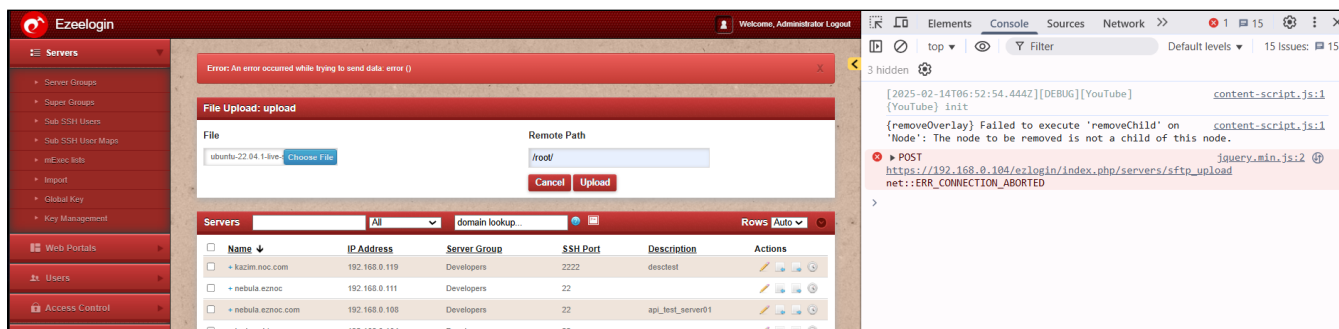 Ezeelogin
Welcome, Administrator Logout
Servers
Server Groups
Super Groups
Sub SSH Users
Sub SSH User Maps
mExec lists
Import
Global Key
Key Management
Web Portals
Users
Access Control
Error: An error occurred while trying to send data: error ()
X
File Upload: upload
File
Remote Path
ubuntu-22.04.1-live-
Choose File
/root/
Cancel Upload
Servers All domain lookup... Rows Auto
Name IP Address Server Group SSH Port Description Actions
+ kazim.noc.com 192.168.0.119 Developers 2222 desctest
+ nebula.eznoc 192.168.0.111 Developers 22
+ nebula.eznoc.com 192.168.0.108 Developers 22 api_test_server01
Elements Console Sources Network 1 15
top Filter Default levels 15 Issues: 15
3 hidden
[2025-02-14T06:52:54.444Z][DEBUG][YouTube] content-script.js:1
{YouTube} init
{removeOverlay} Failed to execute 'removeChild' on content-script.js:1
'Node': The node to be removed is not a child of this node.
POST jquery.min.js:2
https://192.168.0.104/ezlogin/index.php/servers/sftp_upload
net::ERR_CONNECTION_ABORTED